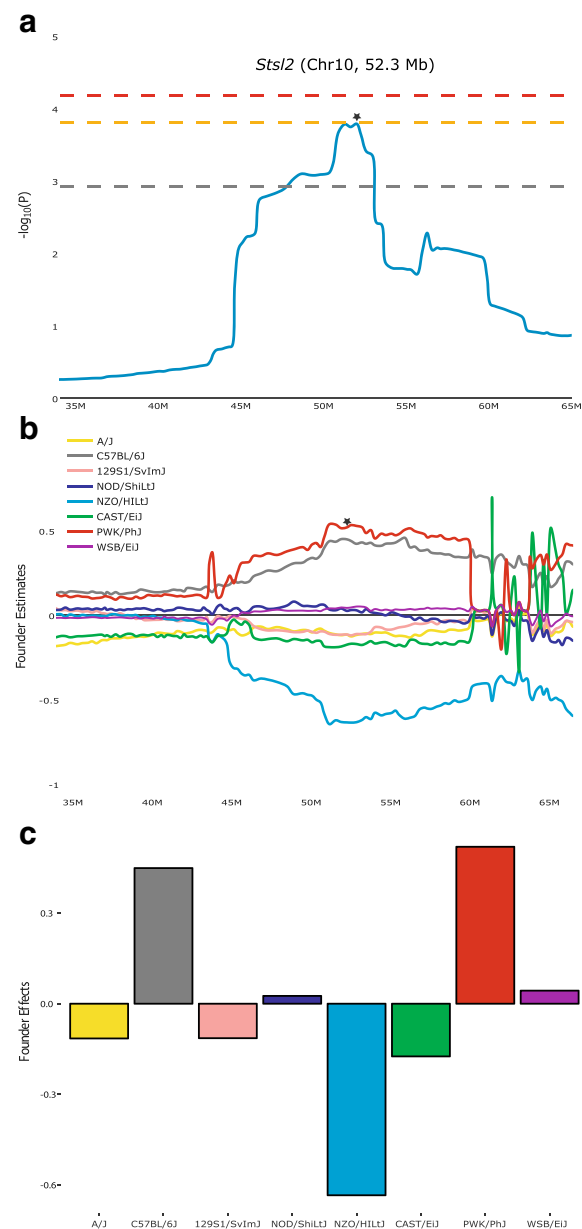 a
5
Stsl2 (Chr10, 52.3 Mb)
4
3
2
1
0
-log10(P)
35M 40M 45M 50M 55M 60M 65M
b
A/J
C57BL/6J
129S1/SvImJ
NOD/ShiLtJ
NZO/HILtJ
CAST/EiJ
PWK/PhJ
WSB/EiJ
0.5
0
-0.5
-1
Founder Estimates
35M 40M 45M 50M 55M 60M 65M
c
0.3
0.0
-0.3
-0.6
Founder Effects
A/J C57BL/6J 129S1/SvImJ NOD/ShiLtJ NZO/HILtJ CAST/EiJ PWK/PhJ WSB/EiJ